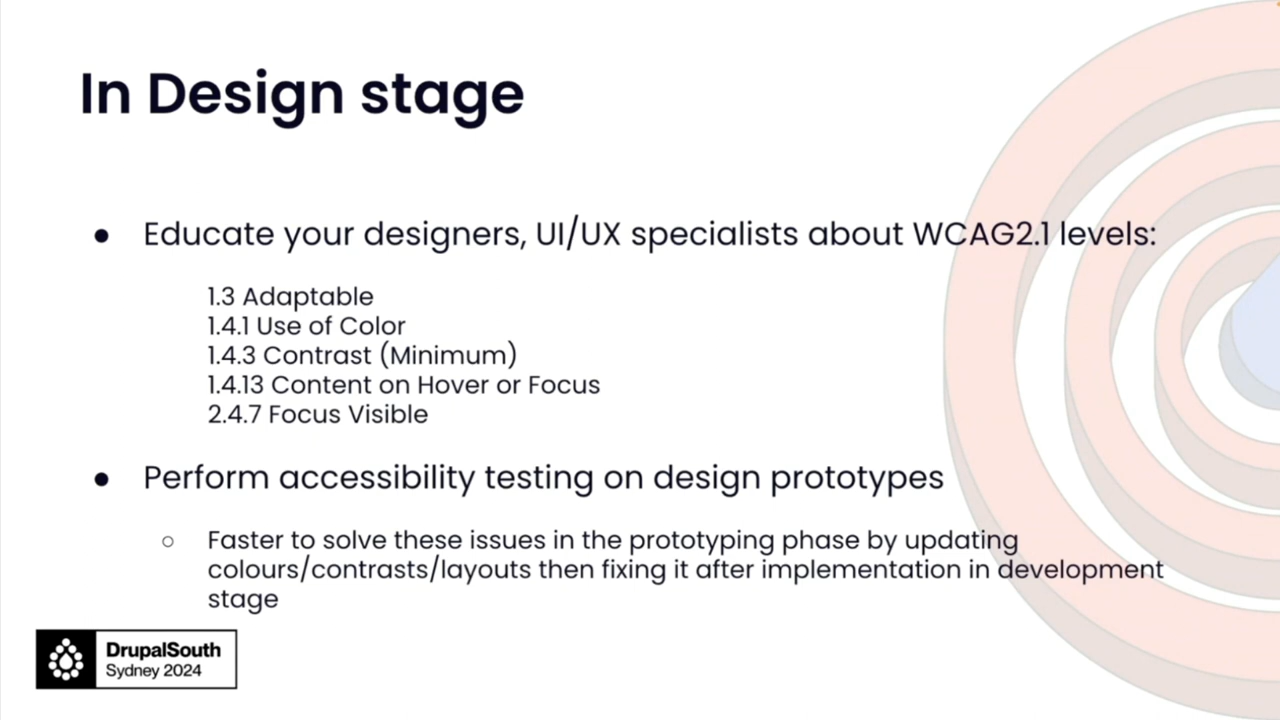 In Design stage
● Educate your designers, UI/UX specialists about WCAG2.1 levels:
1.3 Adaptable
1.4.1 Use of Color
1.4.3 Contrast (Minimum)
1.4.13 Content on Hover or Focus
2.4.7 Focus Visible
● Perform accessibility testing on design prototypes
○ Faster to solve these issues in the prototyping phase by updating
colours/contrasts/layouts then fixing it after implementation in development
stage
DrupalSouth
Sydney 2024